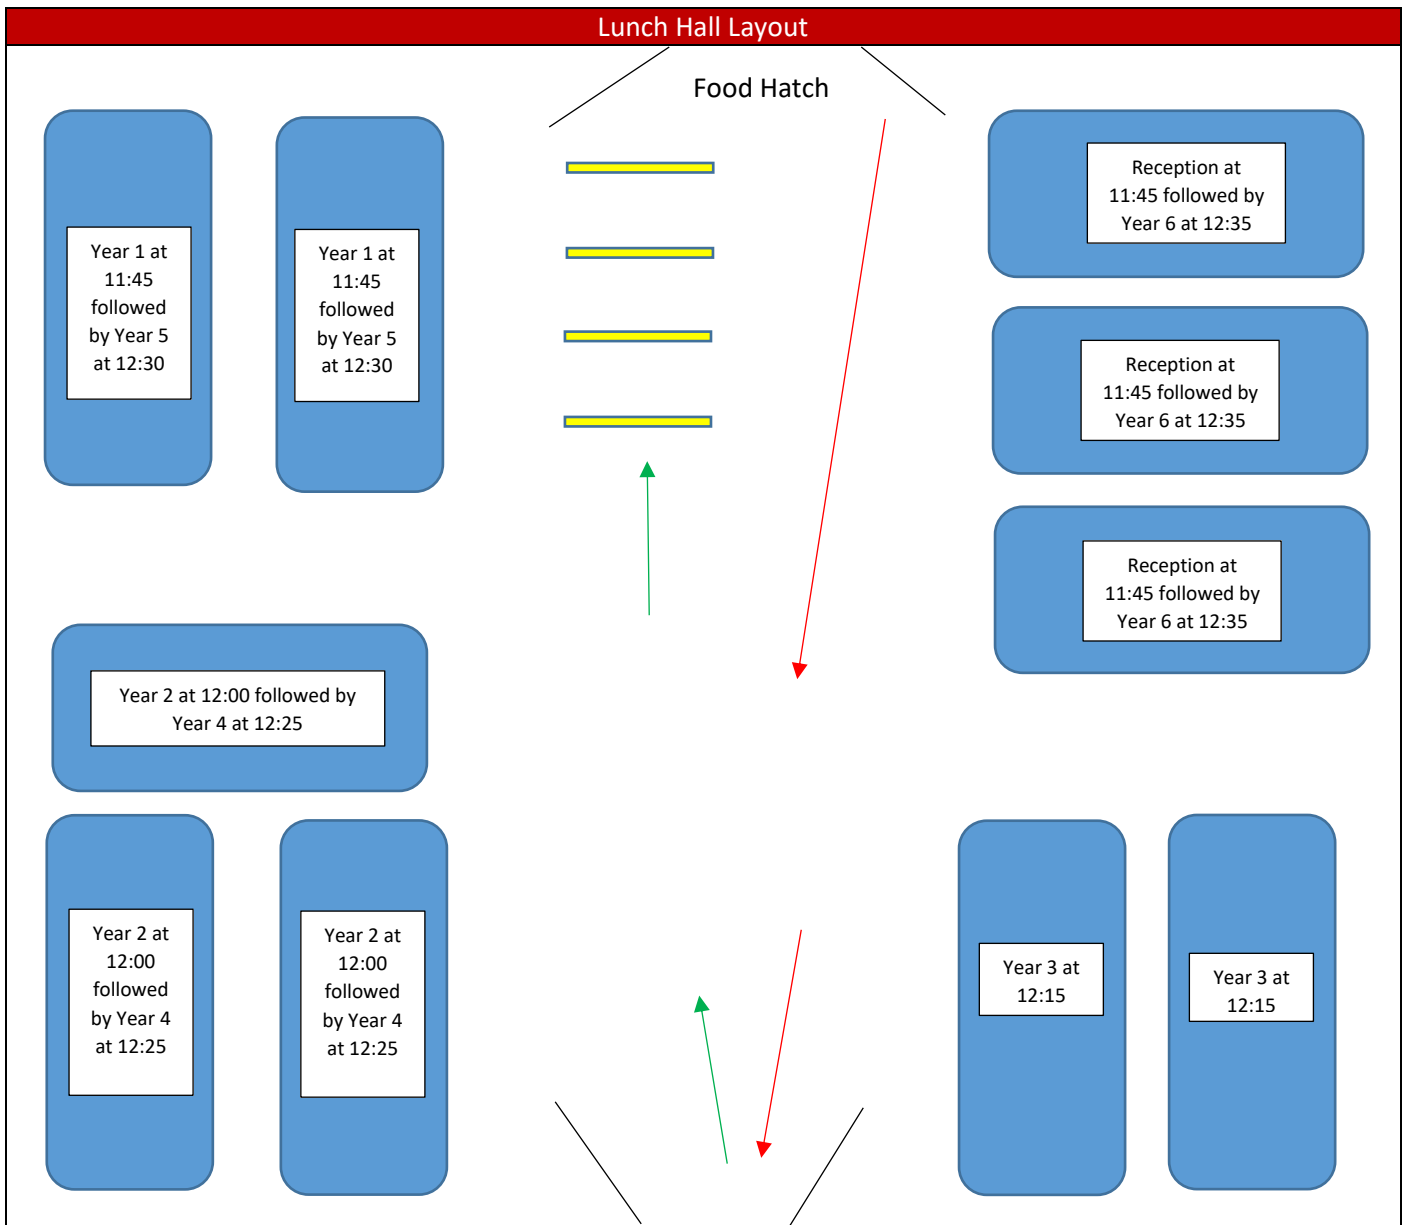 Lunch Hall Layout
Food Hatch
Year 1 at
11:45
followed
by Year 5
at 12:30
Year 1 at
11:45
followed
by Year 5
at 12:30
Reception at
11:45 followed by
Year 6 at 12:35
Reception at
11:45 followed by
Year 6 at 12:35
Reception at
11:45 followed by
Year 6 at 12:35
Year 2 at 12:00 followed by
Year 4 at 12:25
Year 2 at
12:00
followed
by Year 4
at 12:25
Year 2 at
12:00
followed
by Year 4
at 12:25
Year 3 at
12:15
Year 3 at
12:15